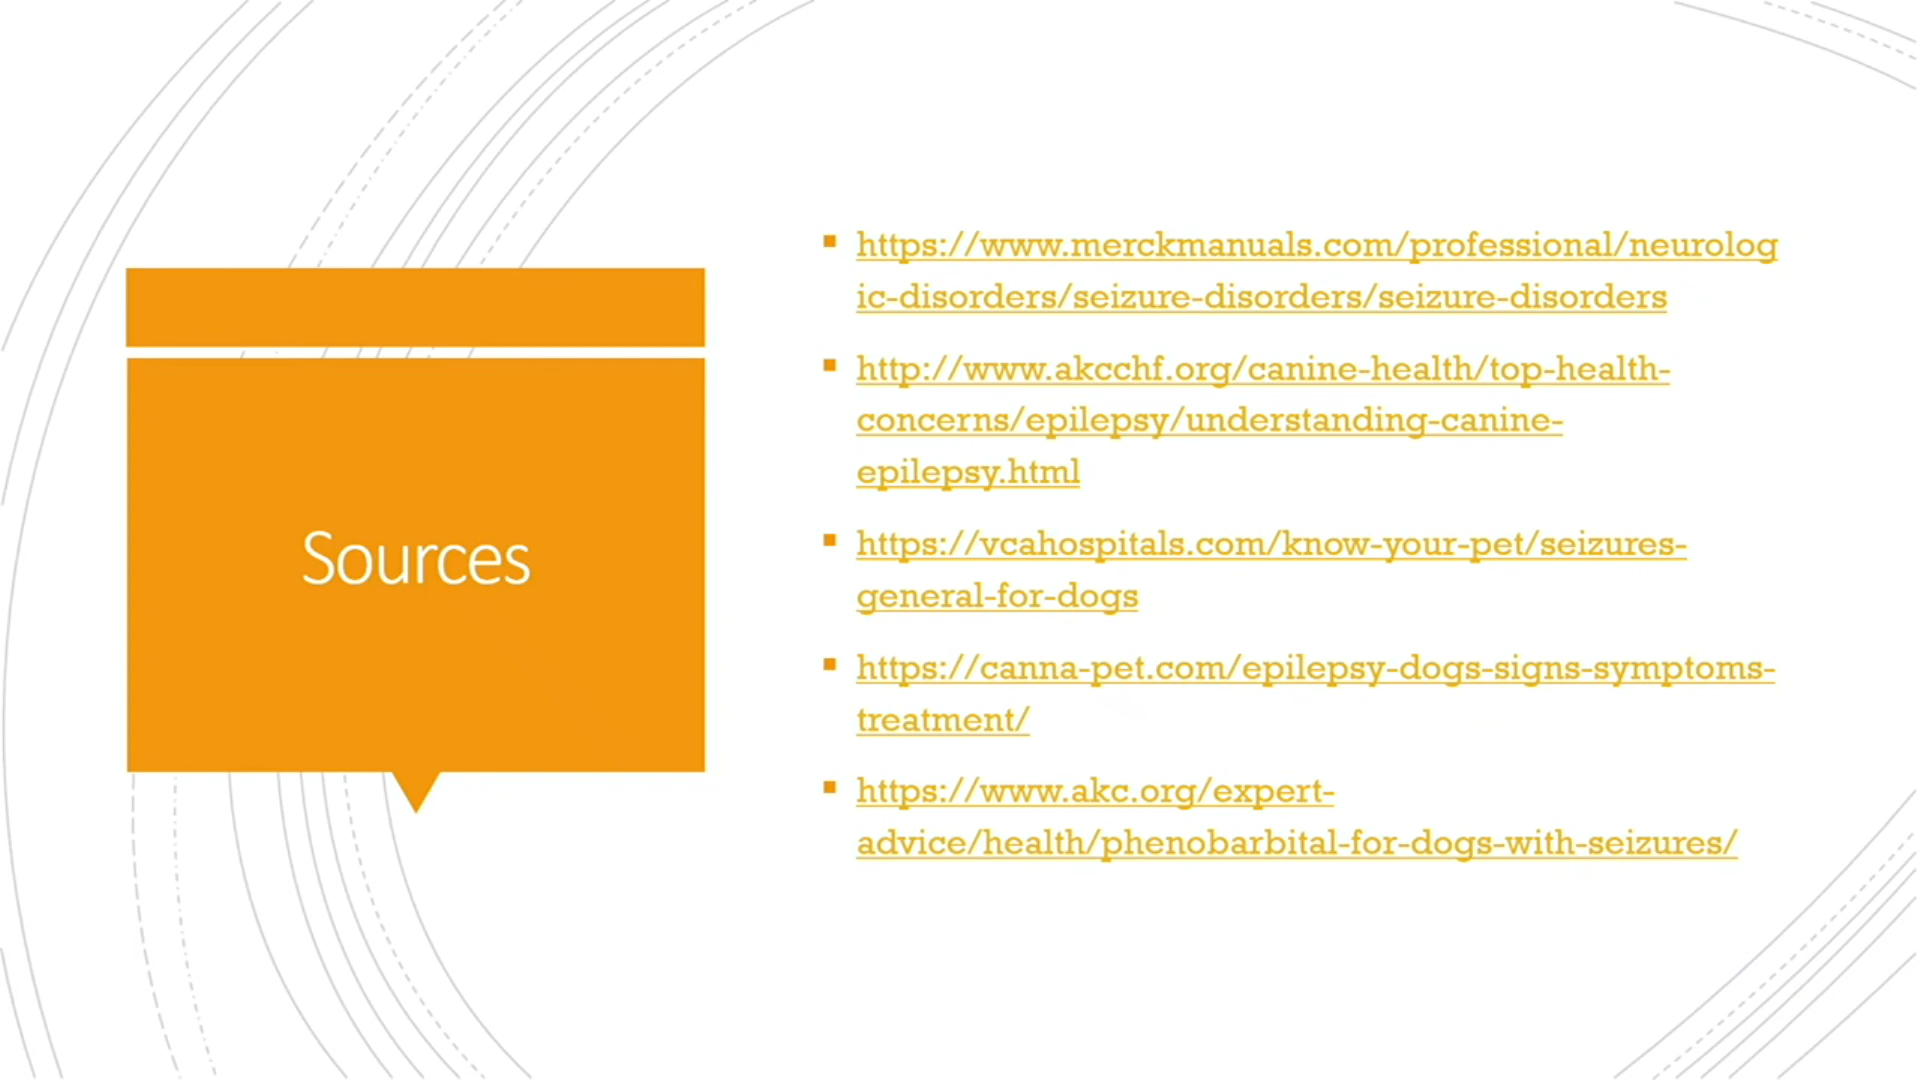 Sources
https://www.merckmanuals.com/professional/neurolog
ic-disorders/seizure-disorders/seizure-disorders
http://www.akcchf.org/canine-health/top-health-
concerns/epilepsy/understanding-canine-
epilepsy.html
https://vcahospitals.com/know-your-pet/seizures-
general-for-dogs
https://canna-pet.com/epilepsy-dogs-signs-symptoms-
treatment/
https://www.akc.org/expert-
advice/health/phenobarbital-for-dogs-with-seizures/